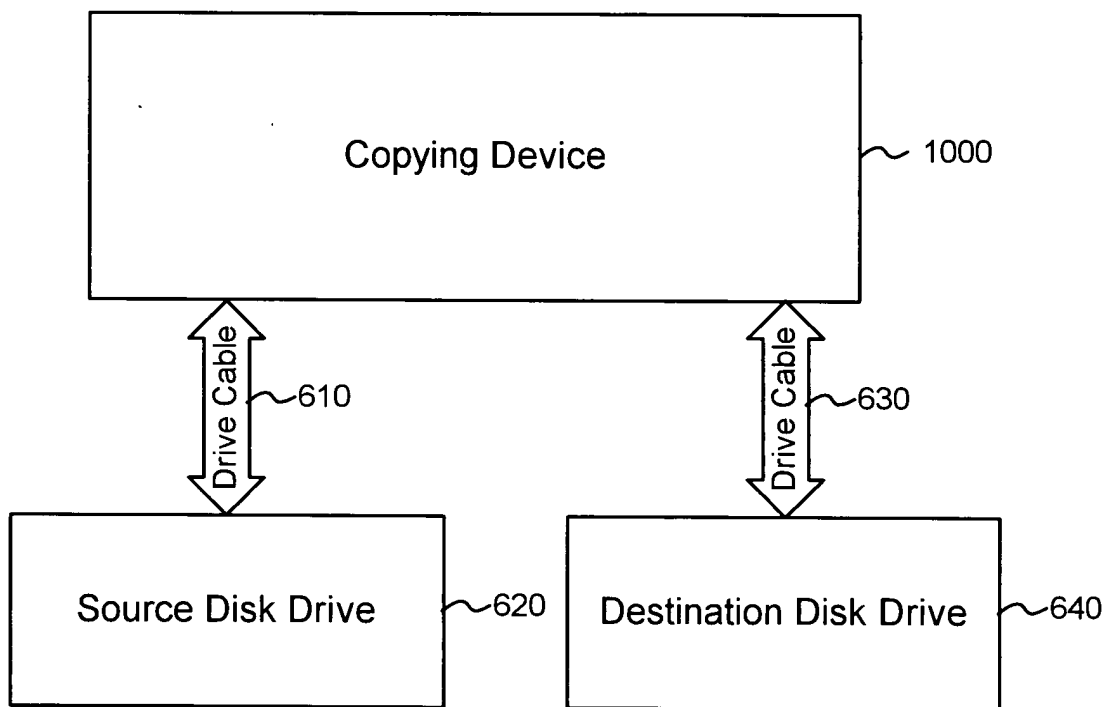 Copying Device
1000
Drive Cable
610
Drive Cable
630
Source Disk Drive
620
Destination Disk Drive
640